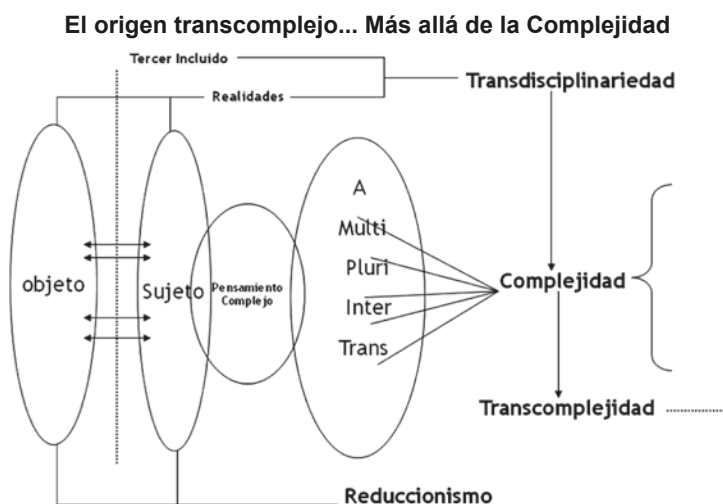 El origen transcomplejo... Más allá de la Complejidad
Tercer Incluido
Transdisciplinariedad
Realidades
A
Multi
Pluri
objeto
Sujeto
Pensamiento
Complejo
Inter
Trans
Complejidad
Transcomplejidad
Reduccionismo